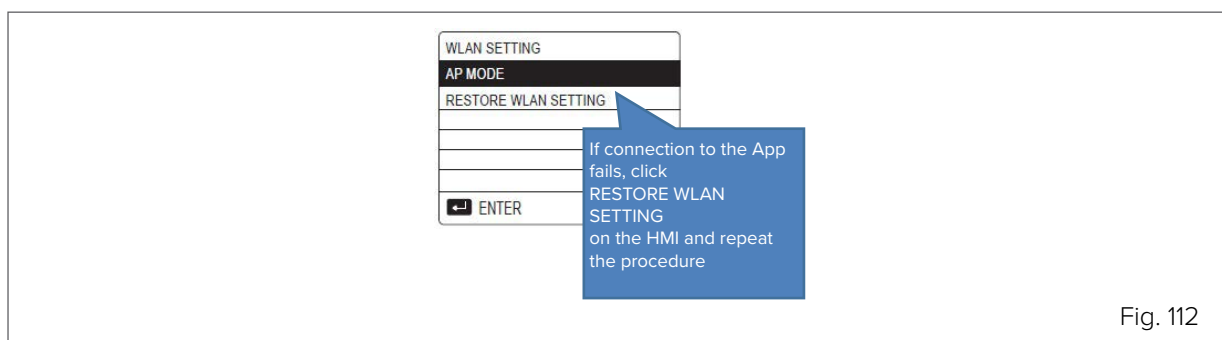 WLAN SETTING
AP MODE
RESTORE WLAN SETTING
If connection to the App
fails, click
RESTORE WLAN
SETTING
on the HMI and repeat
the procedure
ENTER
Fig. 112